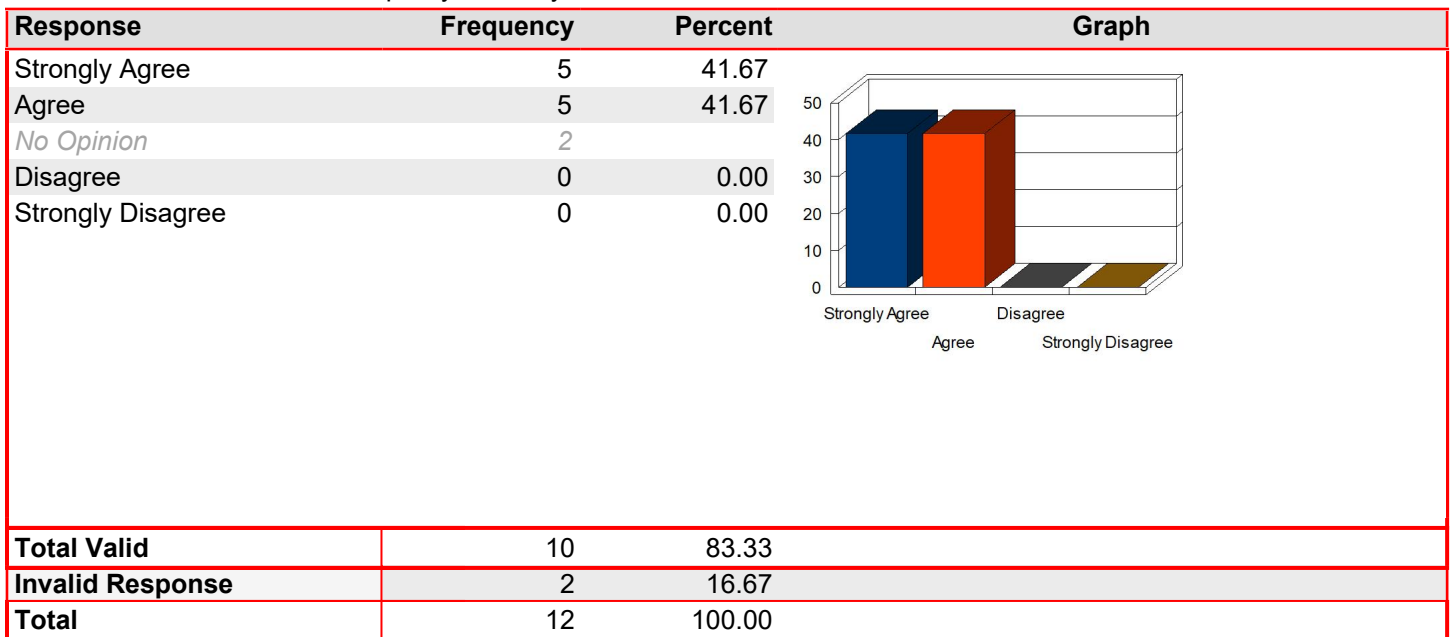 Response Frequency Percent Graph
Strongly Agree 5 41.67
Agree 5 41.67
No Opinion 2
Disagree 0 0.00
Strongly Disagree 0 0.00
50
40
30
20
10
0
Strongly Agree Disagree
Agree Strongly Disagree
Total Valid 10 83.33
Invalid Response 2 16.67
Total 12 100.00